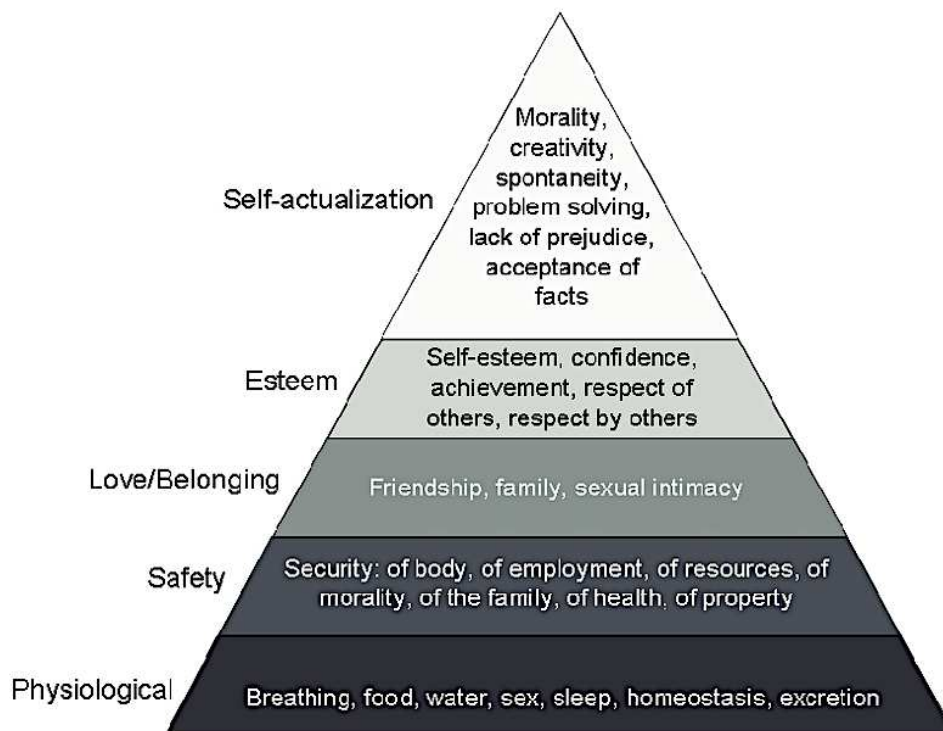 Morality,
creativity,
spontaneity,
Self-actualization
problem solving,
lack of prejudice,
acceptance of
facts
Esteem
Self-esteem, confidence,
achievement, respect of
others, respect by others
Love/Belonging
Friendship, family, sexual intimacy
Safety
Security: of body, of employment, of resources, of
morality, of the family, of health, of property
Physiological
Breathing, food, water, sex, sleep, homeostasis, excretion